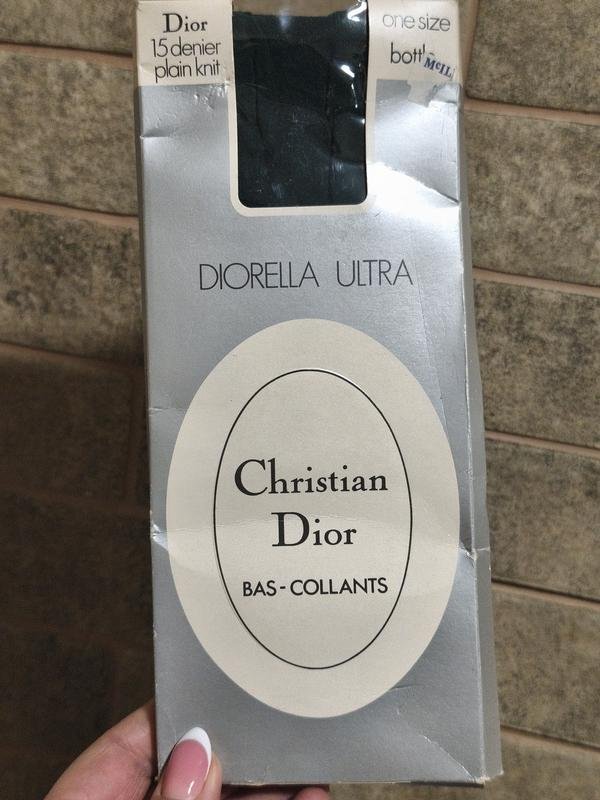 Dior
15 denier
plain knit
one size
DIORELLA ULTRA
Christian
Dior
BAS-COLLANTS